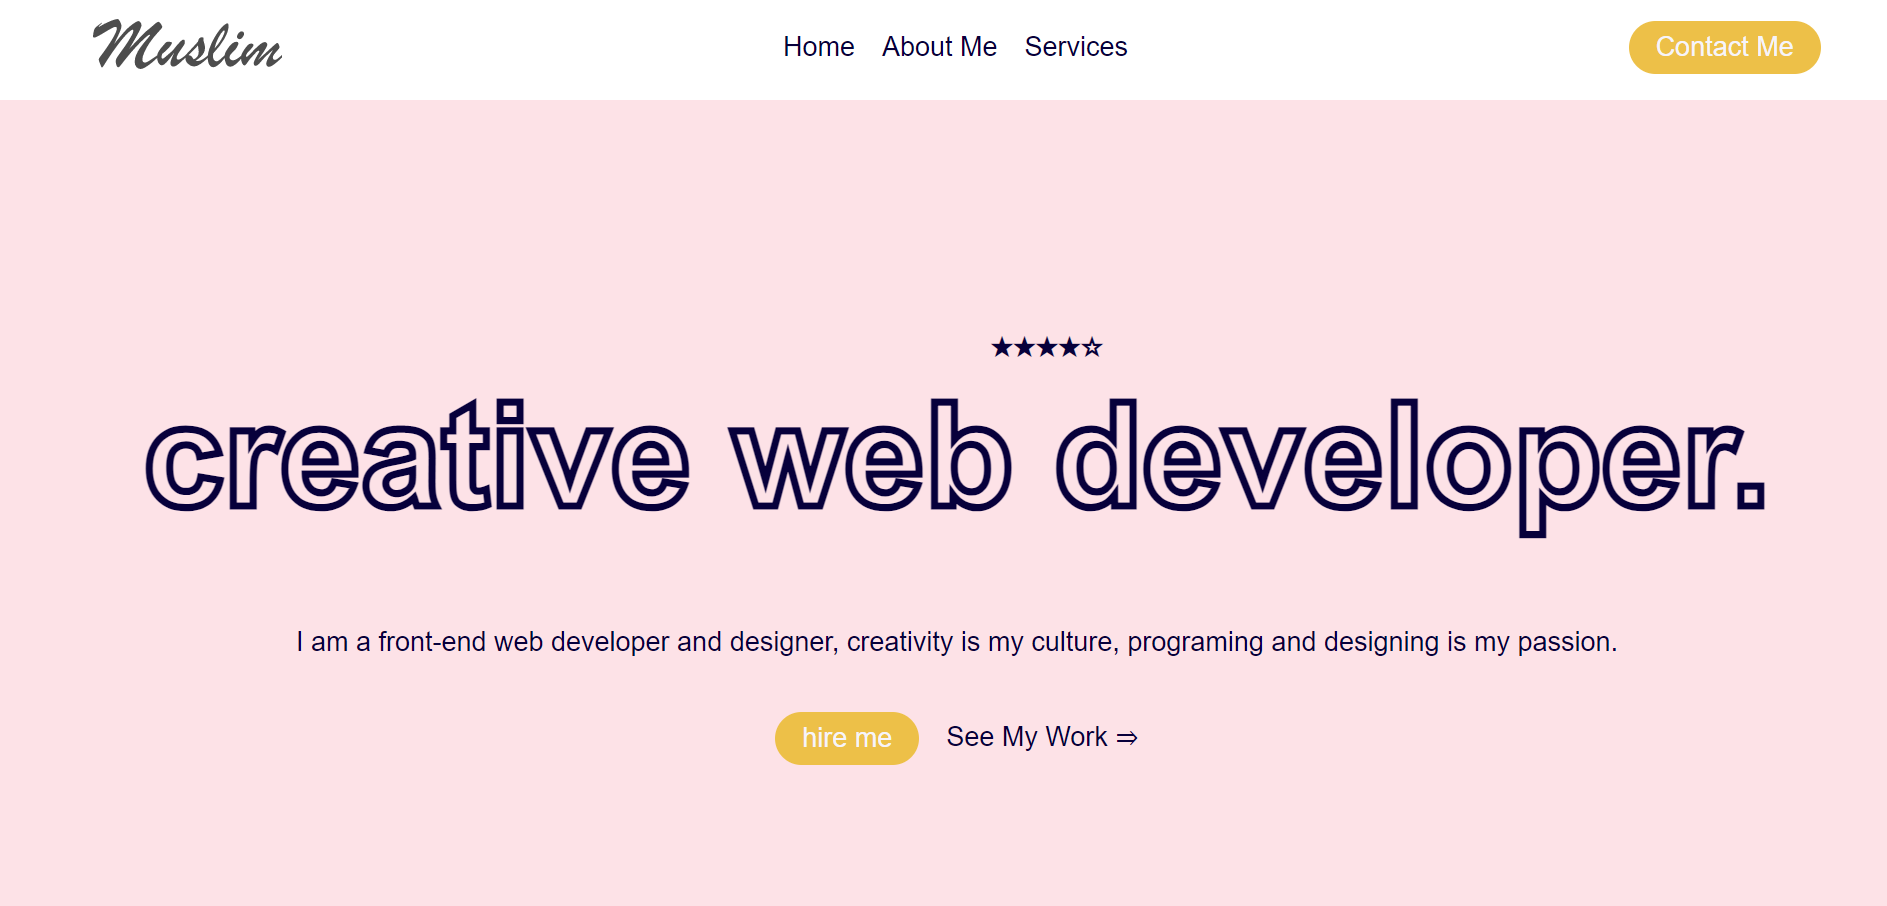 Muslim
Home About Me Services
Contact Me
★★★★☆
creative web developer.
I am a front-end web developer and designer, creativity is my culture, programing and designing is my passion.
hire me See My Work ⇒